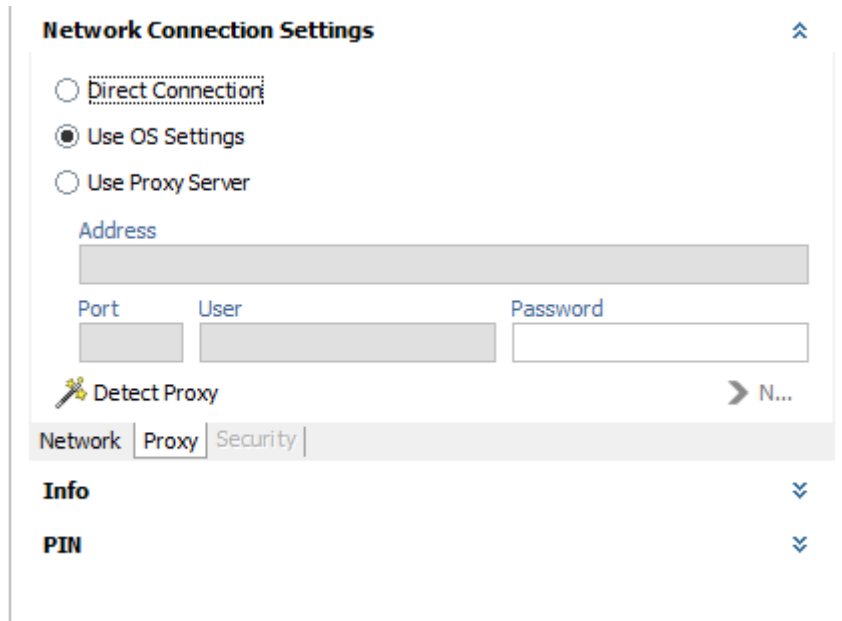 Network Connection Settings
Direct Connection
Use OS Settings
Use Proxy Server
Address
Port User Password
Detect Proxy N...
Network Proxy Security
Info
PIN